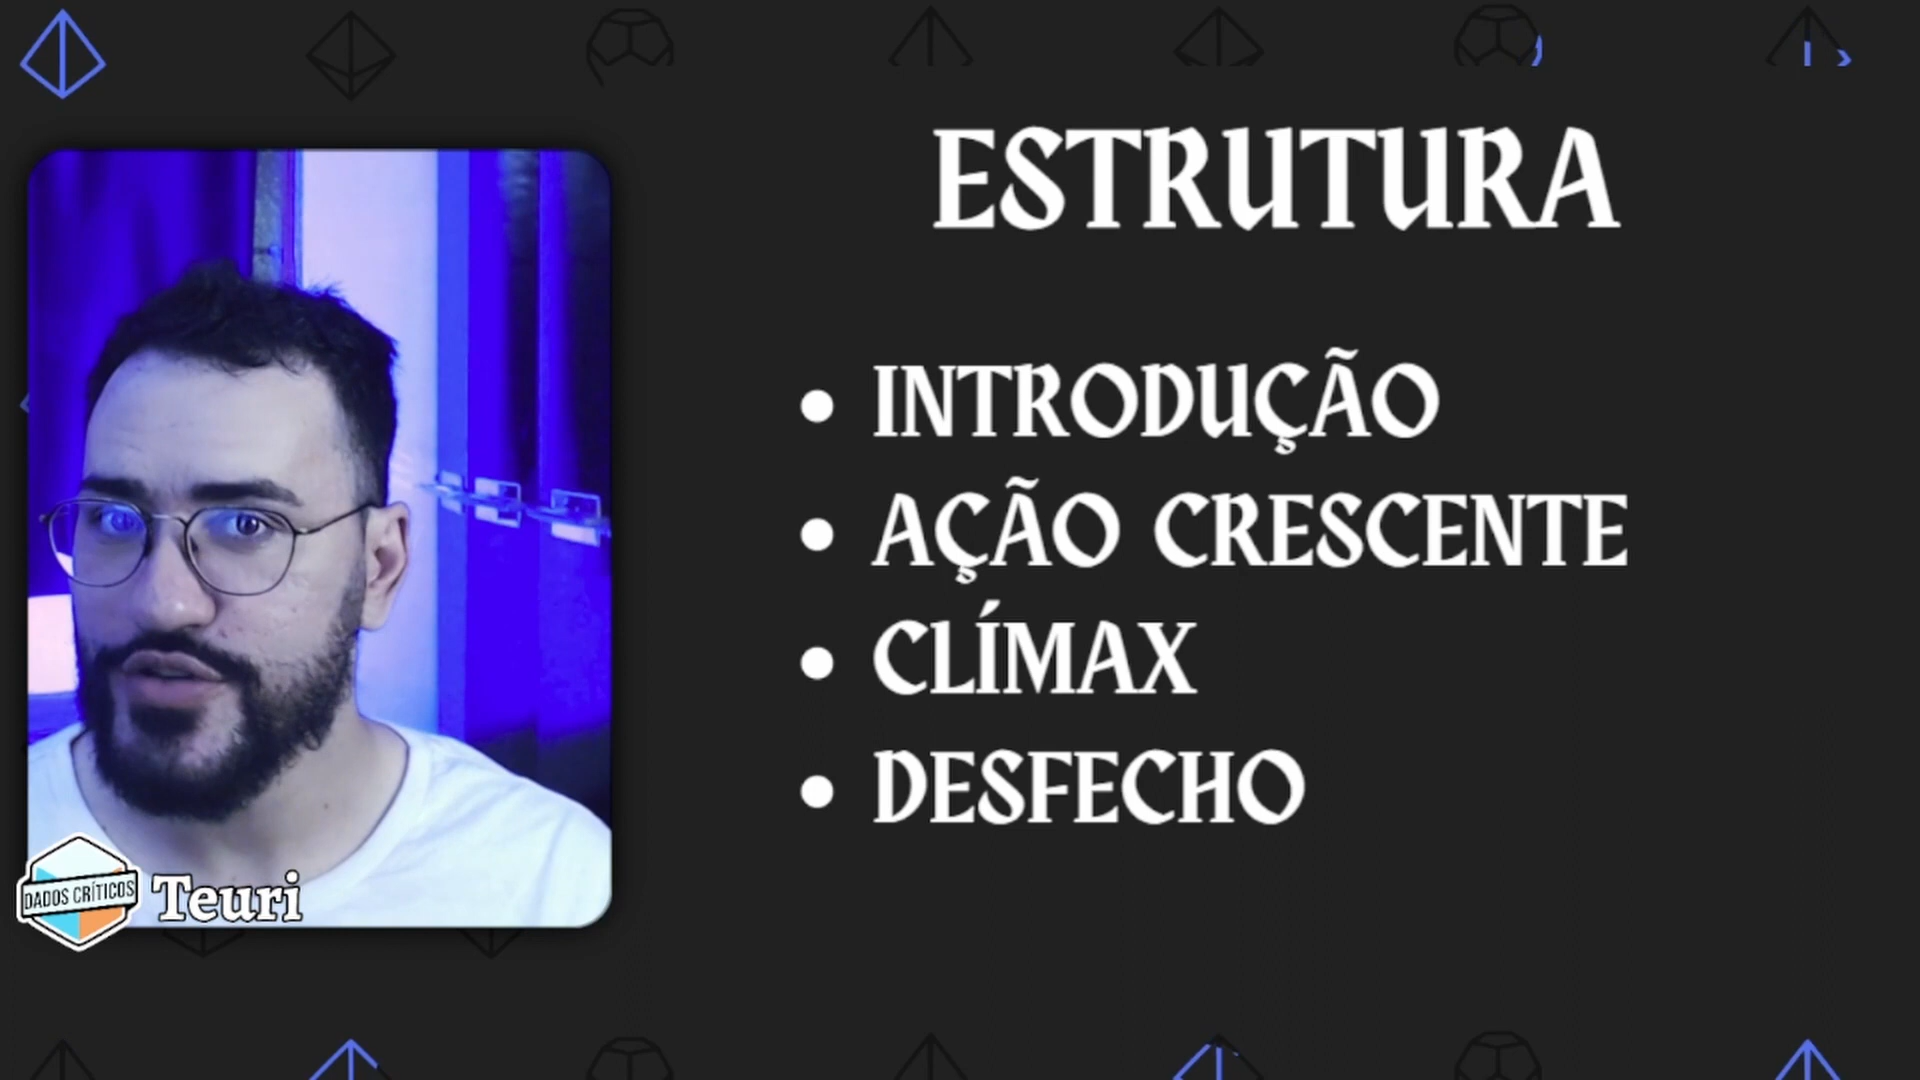 ESTRUTURA
• INTRODUÇÃO
• AÇÃO CRESCENTE
• CLÍMAX
• DESFECHO
DADOS CRÍTICOS
Teuri